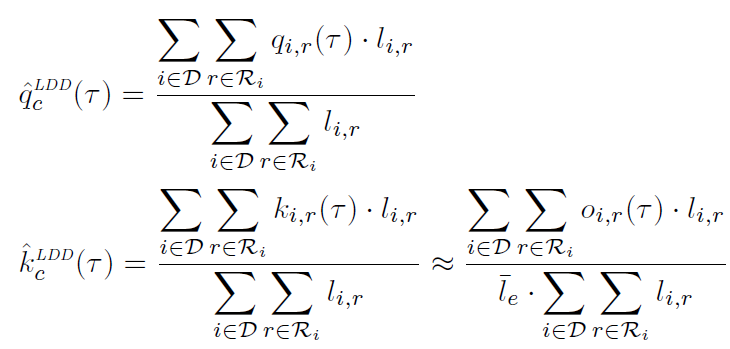 $\hat{q}_c^{LDD}(\tau) = \frac{\sum_{i \in \mathcal{D}} \sum_{r \in \mathcal{R}_i} q_{i,r}(\tau) \cdot l_{i,r}}{\sum_{i \in \mathcal{D}} \sum_{r \in \mathcal{R}_i} l_{i,r}}$
$\hat{k}_c^{LDD}(\tau) = \frac{\sum_{i \in \mathcal{D}} \sum_{r \in \mathcal{R}_i} k_{i,r}(\tau) \cdot l_{i,r}}{\sum_{i \in \mathcal{D}} \sum_{r \in \mathcal{R}_i} l_{i,r}} \approx \frac{\sum_{i \in \mathcal{D}} \sum_{r \in \mathcal{R}_i} o_{i,r}(\tau) \cdot l_{i,r}}{\bar{l}_e \cdot \sum_{i \in \mathcal{D}} \sum_{r \in \mathcal{R}_i} l_{i,r}}$